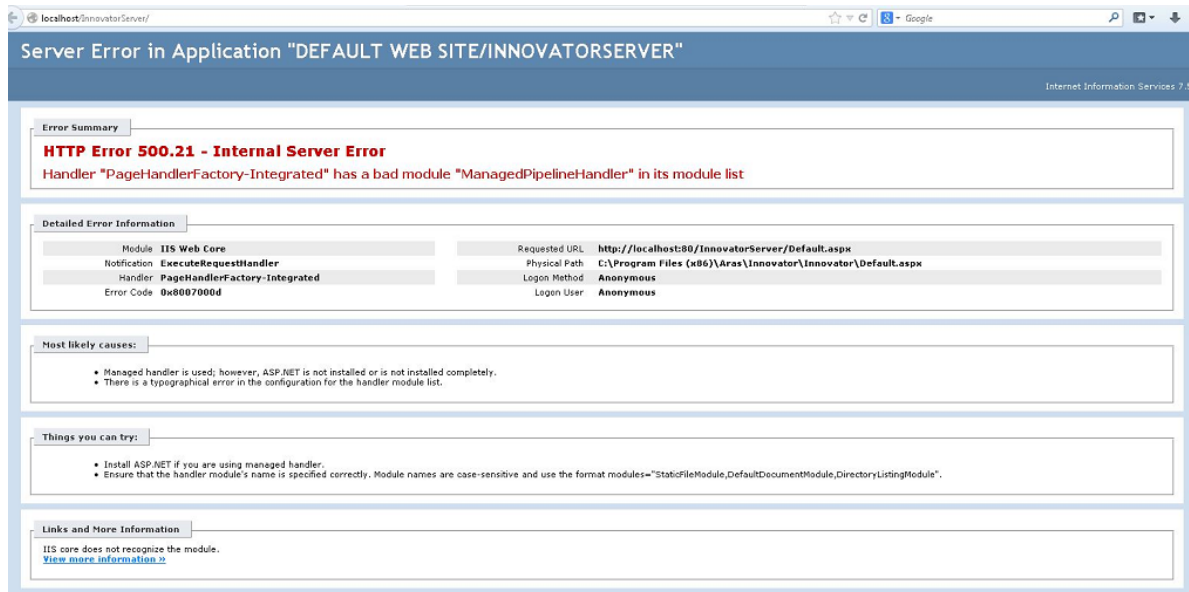 localhost/InnovatorServer/
Google
Server Error in Application "DEFAULT WEB SITE/INNOVATORSERVER"
Internet Information Services 7.5
Error Summary
HTTP Error 500.21 - Internal Server Error
Handler "PageHandlerFactory-Integrated" has a bad module "ManagedPipelineHandler" in its module list
Detailed Error Information
Module IIS Web Core
Notification ExecuteRequestHandler
Handler PageHandlerFactory-Integrated
Error Code 0x8007000d
Requested URL http://localhost:80/InnovatorServer/Default.aspx
Physical Path C:\Program Files (x86)\Aras\Innovator\Innovator\Default.aspx
Logon Method Anonymous
Logon User Anonymous
Most likely causes:
• Managed handler is used; however, ASP.NET is not installed or is not installed completely.
• There is a typographical error in the configuration for the handler module list.
Things you can try:
• Install ASP.NET if you are using managed handler.
• Ensure that the handler module's name is specified correctly. Module names are case-sensitive and use the format modules="StaticFileModule,DefaultDocumentModule,DirectoryListingModule".
Links and More Information
IIS core does not recognize the module.
View more information »